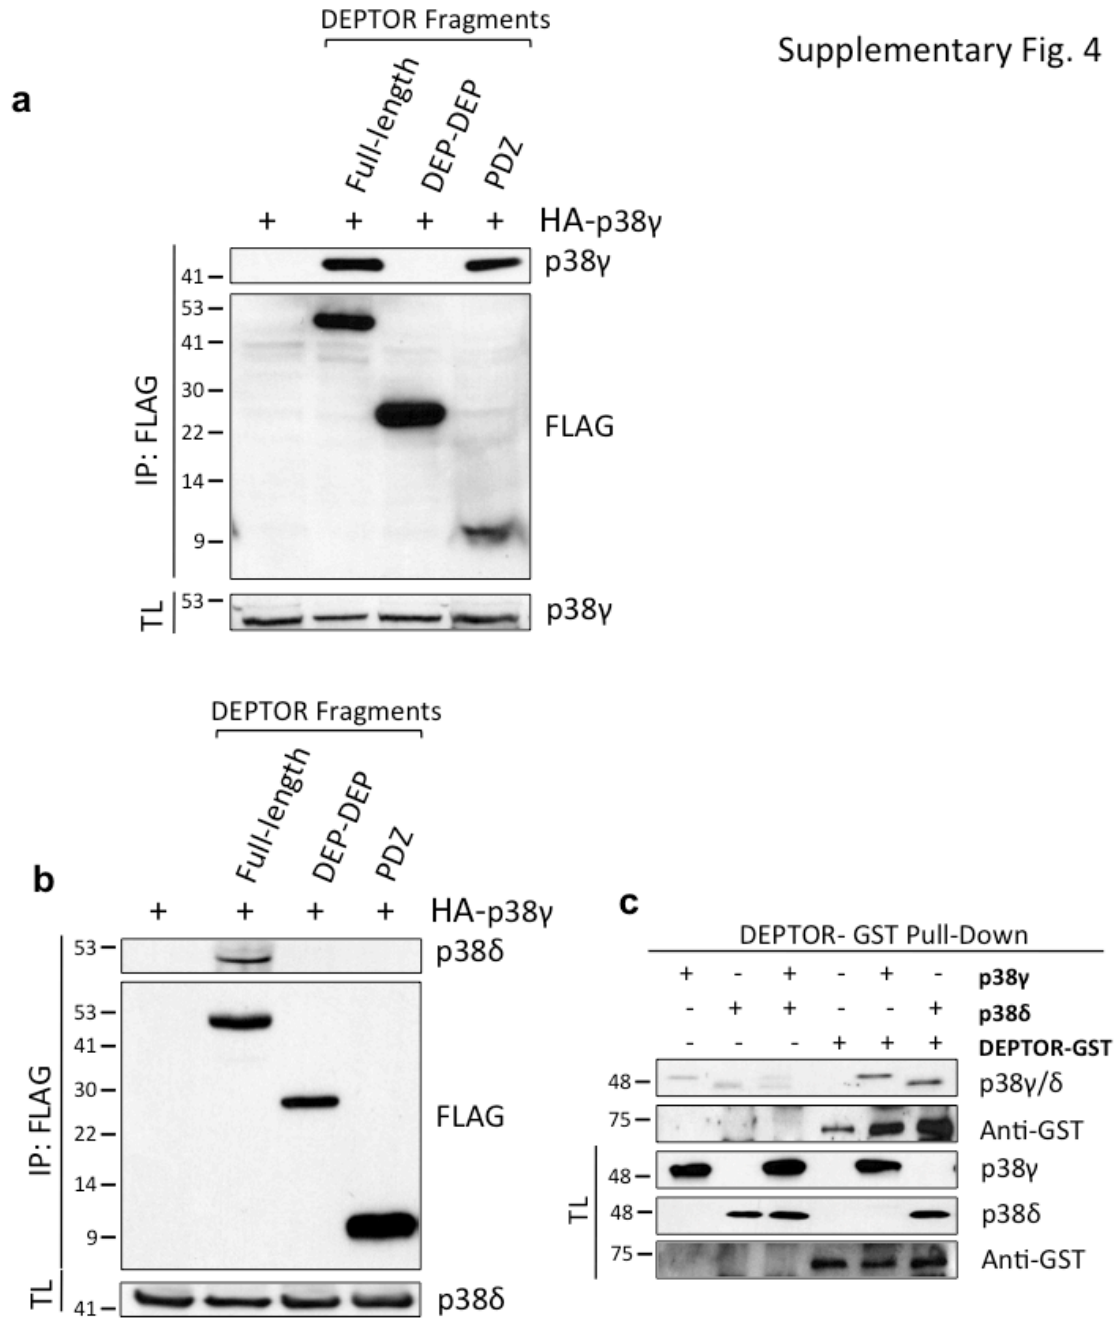 Supplementary Fig. 4
a
DEPTOR Fragments
Full-length
DEP-DEP
PDZ
+ + + + HA-p38γ
IP: FLAG
41 p38γ
53
41
30
22
14
9
FLAG
TL
53 p38γ
b
DEPTOR Fragments
Full-length
DEP-DEP
PDZ
+ + + + HA-p38γ
IP: FLAG
53 p38δ
53
41
30
22
14
9
FLAG
TL
41 p38δ
c
DEPTOR- GST Pull-Down
+ - + - + - p38γ
- + + - - + p38δ
- - - + + + DEPTOR-GST
48 p38γ/δ
75 Anti-GST
TL
48 p38γ
48 p38δ
75 Anti-GST